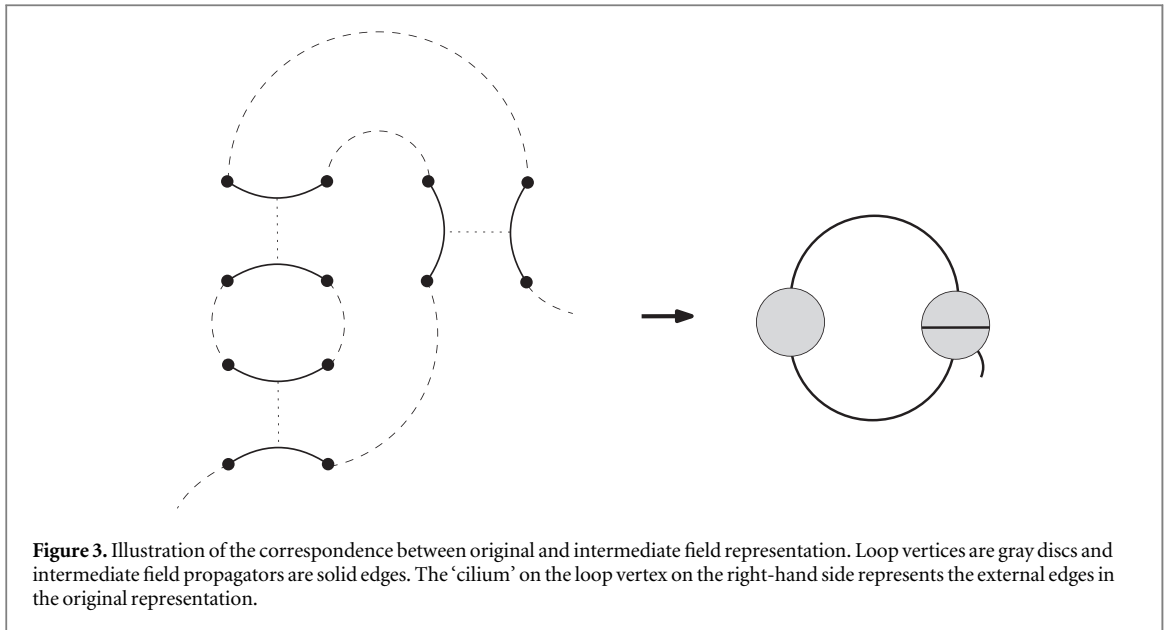 Figure 3. Illustration of the correspondence between original and intermediate field representation. Loop vertices are gray discs and
intermediate field propagators are solid edges. The ‘cilium’ on the loop vertex on the right-hand side represents the external edges in
the original representation.